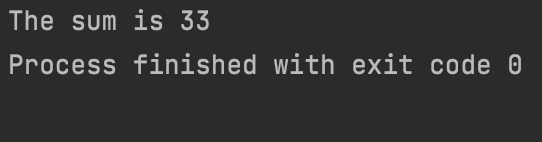 The sum is 33
Process finished with exit code 0